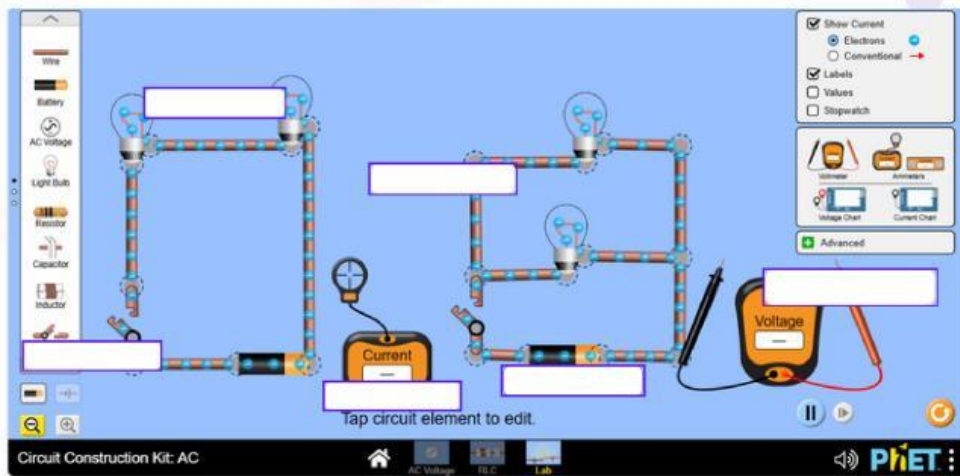 Wire
Battery
AC Voltage
Light Bulb
Resistor
Capacitor
Inductor
Show Current
Electrons
Conventional
Labels
Values
Stopwatch
Voltmeter
Ammeters
Voltage Chart
Current Chart
Advanced
Current
—
Voltage
—
Tap circuit element to edit.
Circuit Construction Kit: AC
AC Voltage
RLC
Lab
PhET